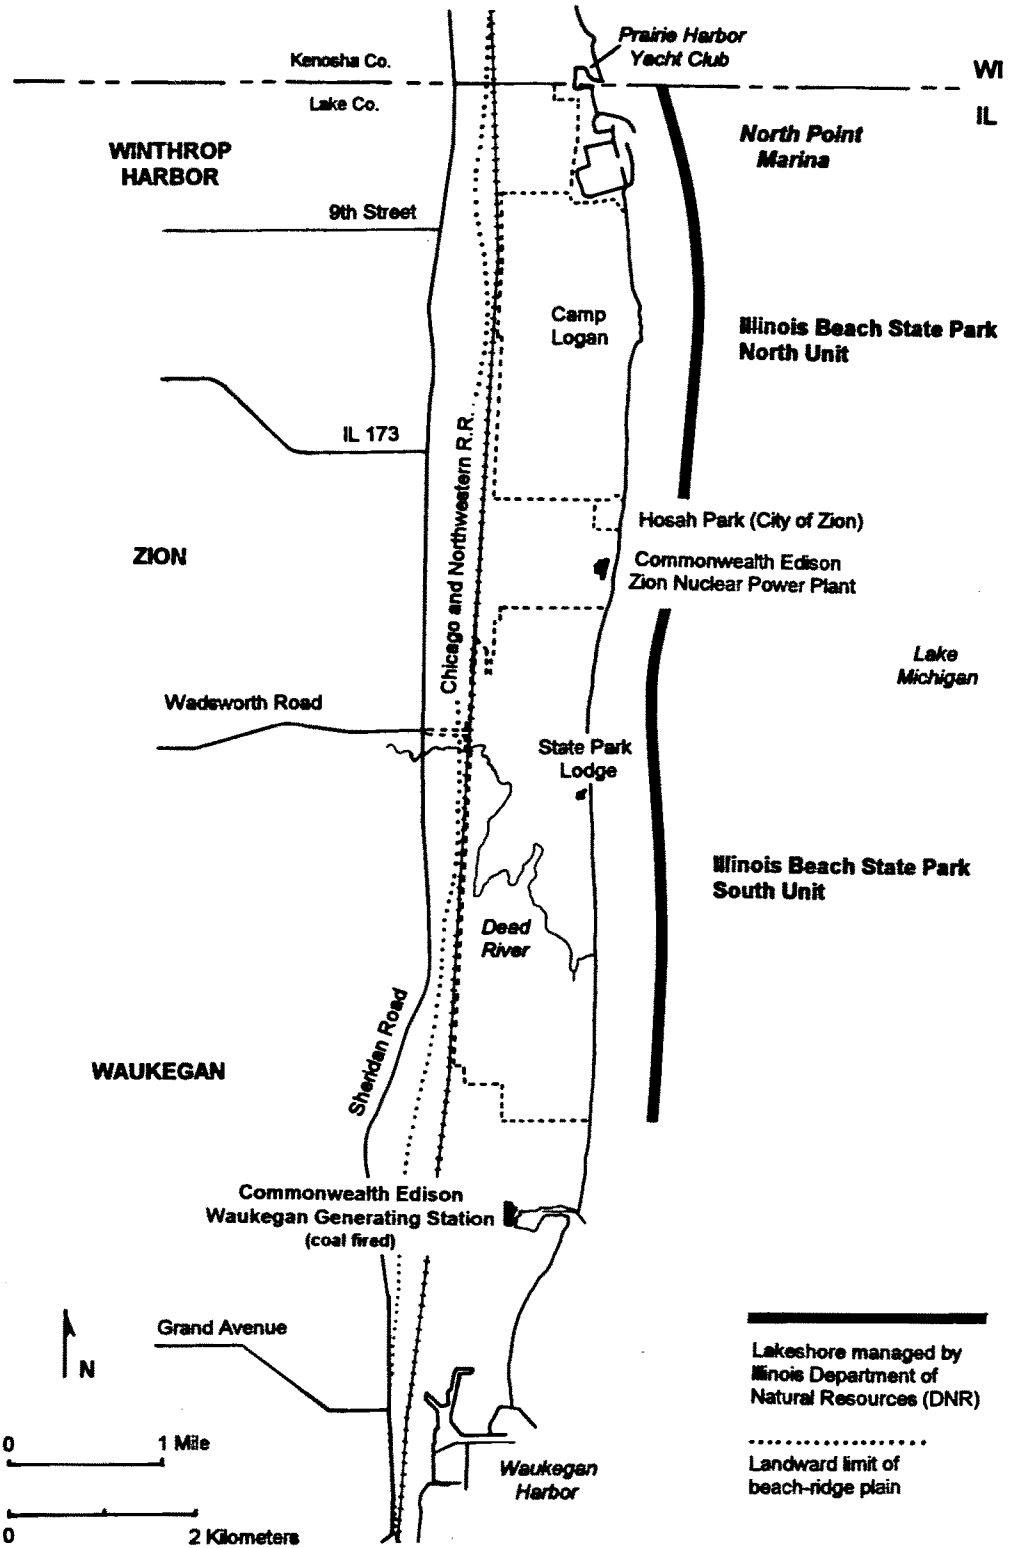 Prairie Harbor
Yacht Club
Kenosha Co.
WI
Lake Co.
IL
WINTHROP
HARBOR
North Point
Marina
9th Street
Camp
Logan
Illinois Beach State Park
North Unit
IL 173
Chicago and Northwestern R.R.
Hosah Park (City of Zion)
ZION
Commonwealth Edison
Zion Nuclear Power Plant
Lake
Michigan
Wadsworth Road
State Park
Lodge
Illinois Beach State Park
South Unit
Dead
River
Sheridan Road
WAUKEGAN
Commonwealth Edison
Waukegan Generating Station
(coal fired)
N
Grand Avenue
Lakeshore managed by
Illinois Department of
Natural Resources (DNR)
0 1 Mile
Landward limit of
beach-ridge plain
Waukegan
Harbor
0 2 Kilometers